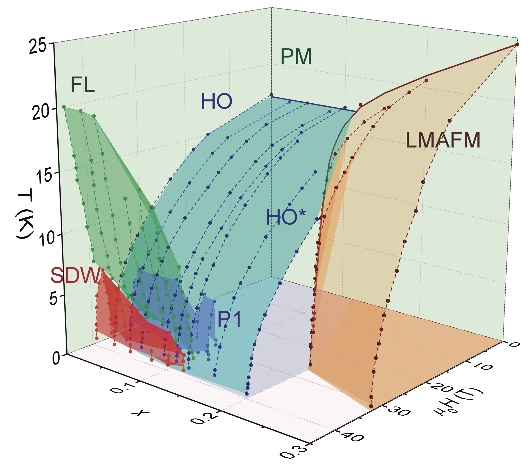 25
20
15
10
5
0
T (K)
PM
FL
HO
LMAFM
HO*
SDW
P1
0.1
0.2
0.3
x
0
10
20
30
40
μ₀H (T)